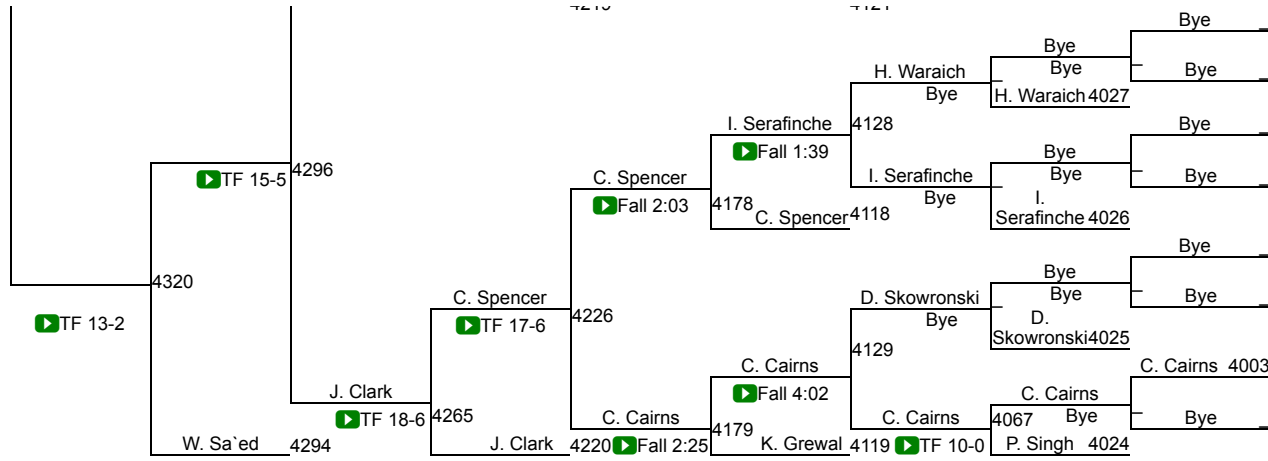 4219
4121
Bye
Bye
H. Waraich
Bye
Bye
Bye
H. Waraich 4027
I. Serafinche
4128
Bye
Fall 1:39
4296
TF 15-5
C. Spencer
I. Serafinche
Bye
Bye
Bye
Bye
I.
Fall 2:03
4178
C. Spencer 4118
Serafinche 4026
Bye
Bye
4320
C. Spencer
D. Skowronski
Bye
Bye
TF 13-2
TF 17-6
4226
Bye
D.
Skowronski 4025
4129
C. Cairns
C. Cairns 4003
J. Clark
Fall 4:02
C. Cairns
TF 18-6
4265
C. Cairns
C. Cairns
4067
Bye
Bye
4179
W. Sa`ed 4294
J. Clark 4220
Fall 2:25
K. Grewal 4119
TF 10-0
P. Singh 4024